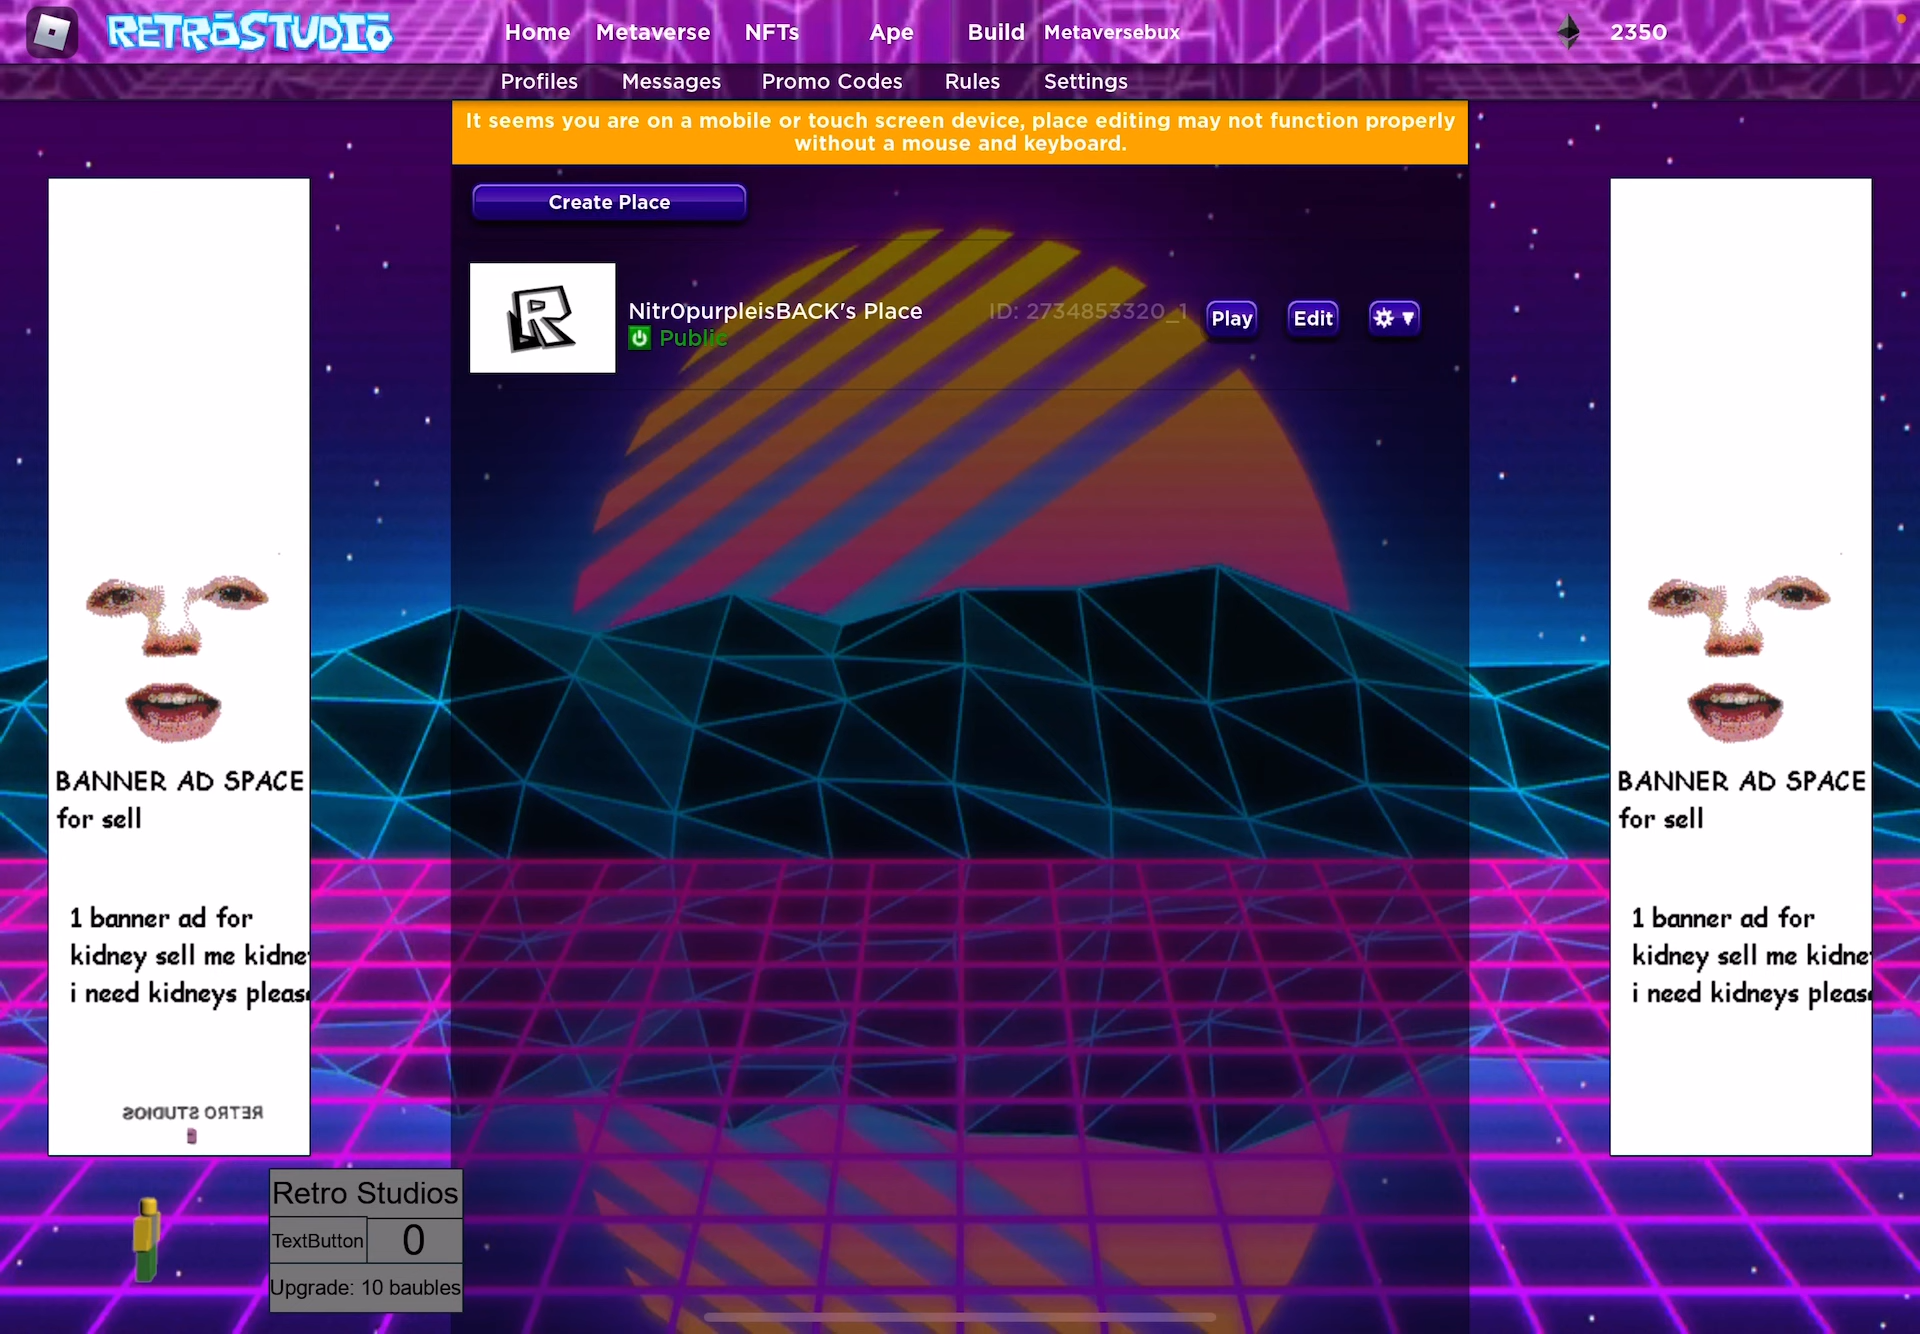 RETRŌSTUDIŌ
Home Metaverse NFTs Ape Build Metaversebux 2350
Profiles Messages Promo Codes Rules Settings
It seems you are on a mobile or touch screen device, place editing may not function properly
without a mouse and keyboard.
Create Place
Nitr0purpleisBACK's Place ID: 2734853320_1 Play Edit
Public
BANNER AD SPACE
for sell
1 banner ad for
kidney sell me kidne
i need kidneys pleas
RETRO STUDIOS
BANNER AD SPACE
for sell
1 banner ad for
kidney sell me kidne
i need kidneys pleas
Retro Studios
TextButton 0
Upgrade: 10 baubles